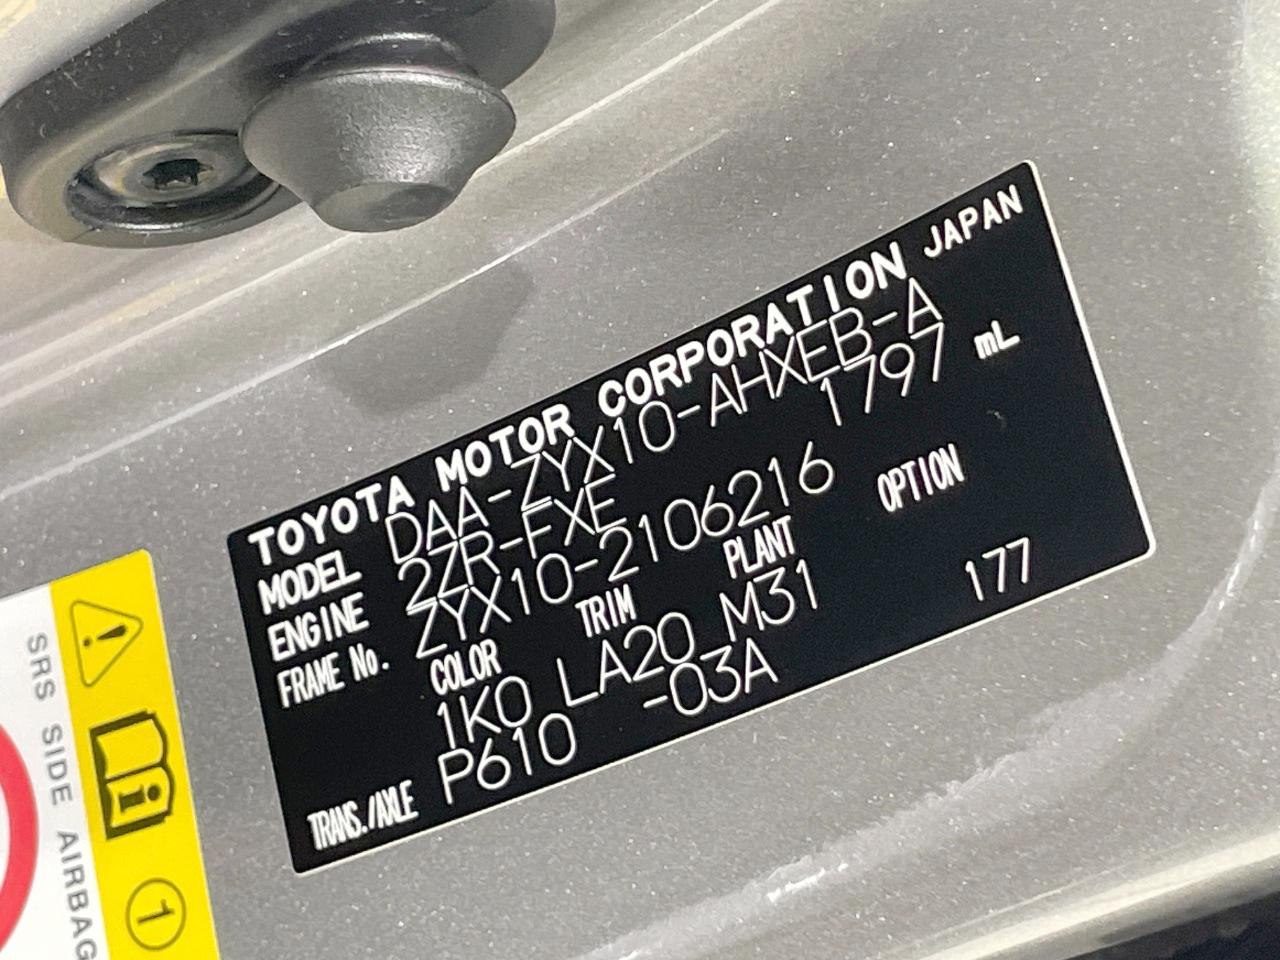 TOYOTA MOTOR CORPORATION JAPAN
MODEL DAA-ZYX10-AHXEB-A
ENGINE 2ZR-FXE 1797 mL
FRAME No. ZYX10-2106216
COLOR TRIM PLANT OPTION
1K0 LA20 M31 177
TRANS./AXLE P610 -03A
SRS SIDE AIRBAG
1